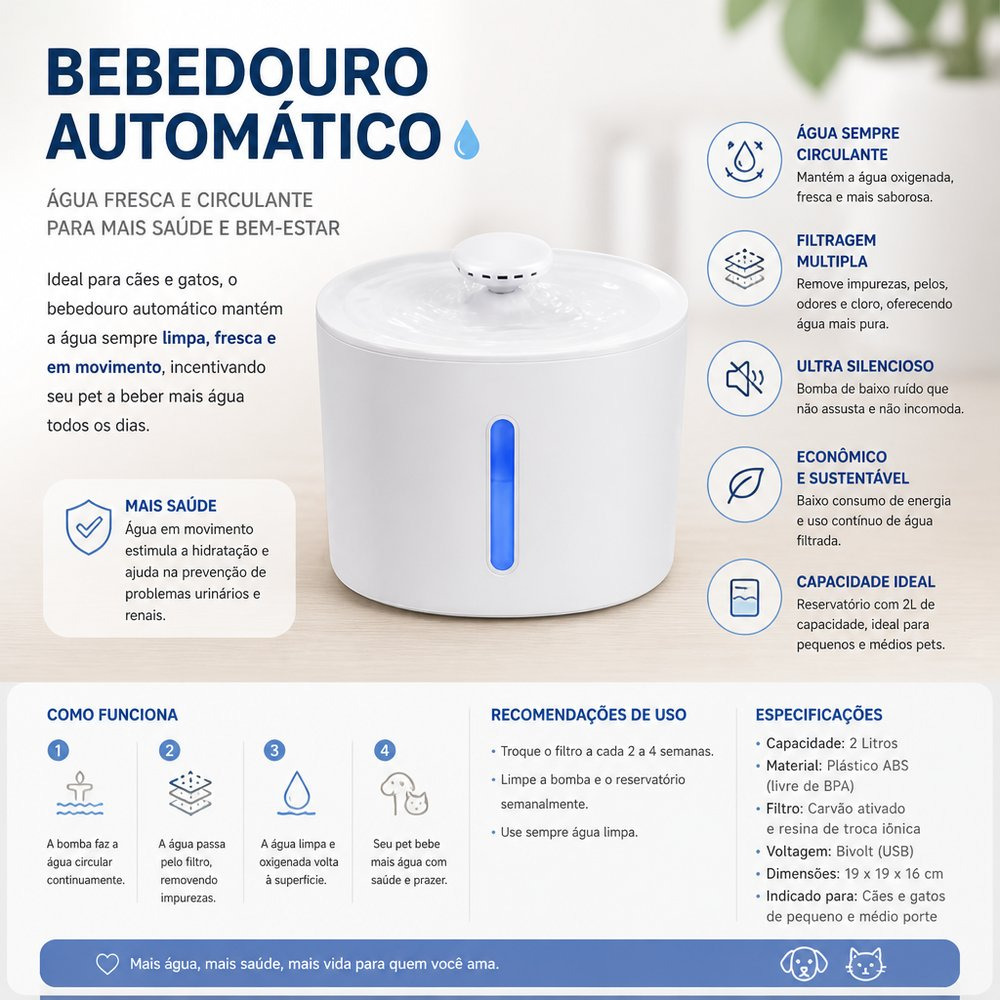 BEBEDOURO
AUTOMÁTICO
ÁGUA FRESCA E CIRCULANTE
PARA MAIS SAÚDE E BEM-ESTAR
Ideal para cães e gatos, o
bebedouro automático mantém
a água sempre limpa, fresca e
em movimento, incentivando
seu pet a beber mais água
todos os dias.
MAIS SAÚDE
Água em movimento
estimula a hidratação e
ajuda na prevenção de
problemas urinários e
renais.
ÁGUA SEMPRE
CIRCULANTE
Mantém a água oxigenada,
fresca e mais saborosa.
FILTRAGEM
MULTIPLA
Remove impurezas, pelos,
odores e cloro, oferecendo
água mais pura.
ULTRA SILENCIOSO
Bomba de baixo ruído que
não assusta e não incomoda.
ECONÔMICO
E SUSTENTÁVEL
Baixo consumo de energia
e uso contínuo de água
filtrada.
CAPACIDADE IDEAL
Reservatório com 2L de
capacidade, ideal para
pequenos e médios pets.
COMO FUNCIONA
1
A bomba faz a
água circular
continuamente.
2
A água passa
pelo filtro,
removendo
impurezas.
3
A água limpa e
oxigenada volta
à superfície.
4
Seu pet bebe
mais água com
saúde e prazer.
RECOMENDAÇÕES DE USO
• Troque o filtro a cada 2 a 4 semanas.
• Limpe a bomba e o reservatório
semanalmente.
• Use sempre água limpa.
ESPECIFICAÇÕES
• Capacidade: 2 Litros
• Material: Plástico ABS
(livre de BPA)
• Filtro: Carvão ativado
e resina de troca iônica
• Voltagem: Bivolt (USB)
• Dimensões: 19 x 19 x 16 cm
• Indicado para: Cães e gatos
de pequeno e médio porte
Mais água, mais saúde, mais vida para quem você ama.